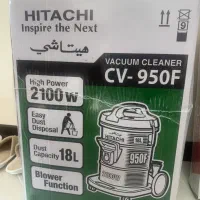 HITACHI
Inspire the Next
هيتاشي
VACUUM CLEANER
CV- 950F
High Power
2100 W
Easy
Dust
Disposal
Dust
Capacity 18L
Blower
Function
HITACHI
950F